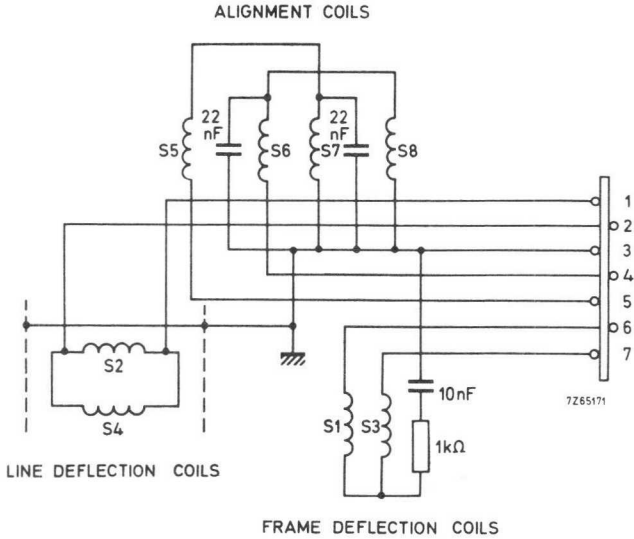 ALIGNMENT COILS
22
nF
22
nF
S5
S6
S7
S8
1
2
3
4
5
6
7
S2
S4
10nF
7Z65171
S1
S3
1kΩ
LINE DEFLECTION COILS
FRAME DEFLECTION COILS